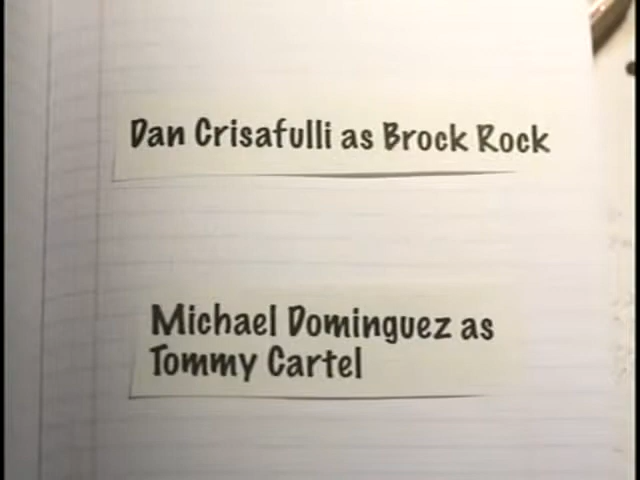 Dan Crisafulli as Brock Rock
Michael Dominguez as
Tommy Cartel